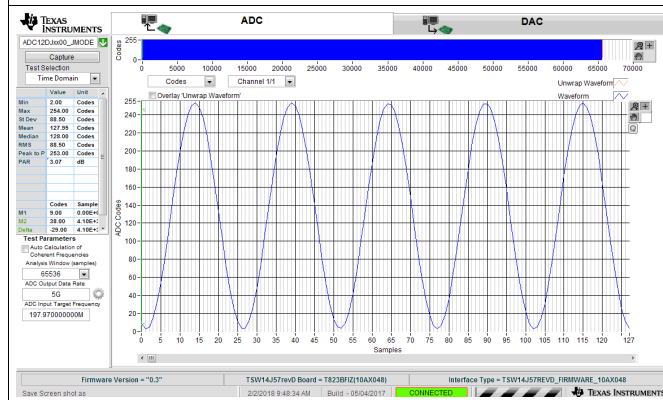 TEXAS INSTRUMENTS
ADC
DAC
ADC12DJxx00_JMODE
Capture
Test Selection
Time Domain
Value Unit
Min 2.00 Codes
Max 254.00 Codes
St Dev 88.50 Codes
Mean 127.95 Codes
Median 128.00 Codes
RMS 88.50 Codes
Peak to P 253.00 Codes
PAR 3.07 dB
Codes Sample
M1 9.00 0.00E+
M2 38.00 4.10E+
Delta -29.00 4.10E+
Test Parameters
Auto Calculation of
Coherent Frequencies
Analysis Window (samples)
65536
ADC Output Data Rate
5G
ADC Input Target Frequency
197.970000000M
Codes
255
0
0 5000 10000 15000 20000 25000 30000 35000 40000 45000 50000 55000 60000 65000 70000
Codes
Channel 1/1
Unwrap Waveform
Overlay 'Unwrap Waveform'
Waveform
ADC Codes
255
240
220
200
180
160
140
120
100
80
60
40
20
0
0 5 10 15 20 25 30 35 40 45 50 55 60 65 70 75 80 85 90 95 100 105 110 115 120 127
Samples
Firmware Version = "0.3"
TSW14J57revD Board = T823BFIZ(10AX048)
Interface Type = TSW14J57REVD_FIRMWARE_10AX048
Save Screen shot as
2/2/2018 9:48:34 AM
Build - 05/04/2017
CONNECTED
TEXAS INSTRUMENTS